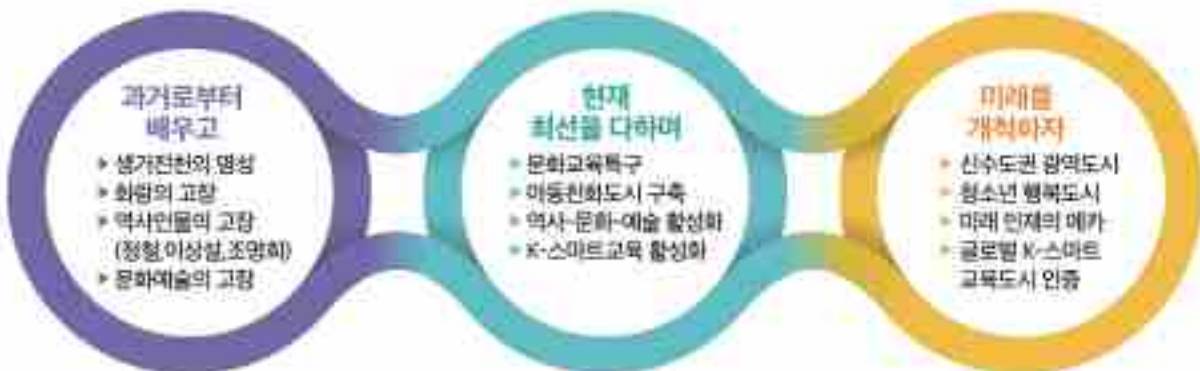 과거로부터
배우고
▸ 생거진천의 명성
▸ 화랑의 고장
▸ 역사인물의 고장
(정철,이상설,조명희)
▸ 문화예술의 고장
현재
최선을 다하며
▸ 문화교육특구
▸ 아동친화도시 구축
▸ 역사-문화-예술 활성화
▸ K-스마트교육 활성화
미래를
개척하자
▸ 신수도권 광역도시
▸ 청소년 행복도시
▸ 미래 인재의 메카
▸ 글로벌 K-스마트
교육도시 인증